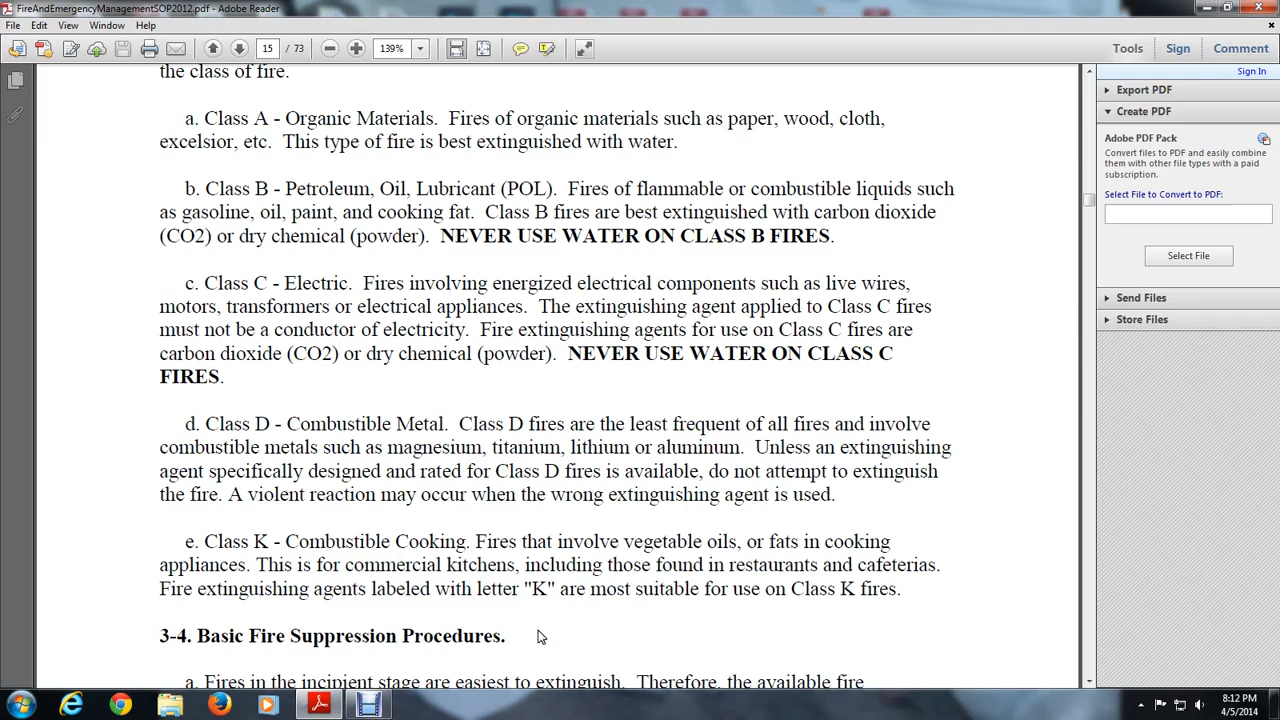 FireAndEmergencyManagementSOP2012.pdf - Adobe Reader
File Edit View Window Help
15 / 73 139% Tools Sign Comment
Sign In
the class of fire.
a. Class A - Organic Materials. Fires of organic materials such as paper, wood, cloth,
excelsior, etc. This type of fire is best extinguished with water.
b. Class B - Petroleum, Oil, Lubricant (POL). Fires of flammable or combustible liquids such
as gasoline, oil, paint, and cooking fat. Class B fires are best extinguished with carbon dioxide
(CO2) or dry chemical (powder). NEVER USE WATER ON CLASS B FIRES.
c. Class C - Electric. Fires involving energized electrical components such as live wires,
motors, transformers or electrical appliances. The extinguishing agent applied to Class C fires
must not be a conductor of electricity. Fire extinguishing agents for use on Class C fires are
carbon dioxide (CO2) or dry chemical (powder). NEVER USE WATER ON CLASS C
FIRES.
d. Class D - Combustible Metal. Class D fires are the least frequent of all fires and involve
combustible metals such as magnesium, titanium, lithium or aluminum. Unless an extinguishing
agent specifically designed and rated for Class D fires is available, do not attempt to extinguish
the fire. A violent reaction may occur when the wrong extinguishing agent is used.
e. Class K - Combustible Cooking. Fires that involve vegetable oils, or fats in cooking
appliances. This is for commercial kitchens, including those found in restaurants and cafeterias.
Fire extinguishing agents labeled with letter "K" are most suitable for use on Class K fires.
3-4. Basic Fire Suppression Procedures.
a. Fires in the incipient stage are easiest to extinguish. Therefore, the available fire
Export PDF
Create PDF
Adobe PDF Pack
Convert files to PDF and easily combine
them with other file types with a paid
subscription.
Select File to Convert to PDF:
Select File
Send Files
Store Files
8:12 PM
4/5/2014